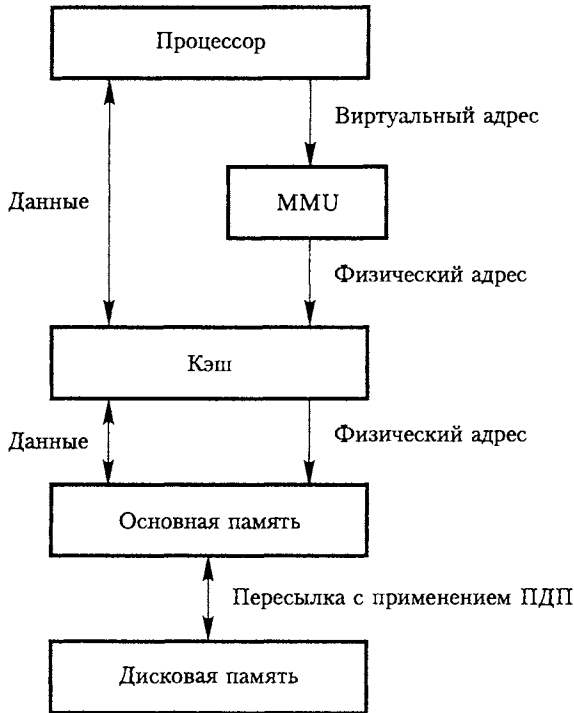 Процессор
Виртуальный адрес
Данные
MMU
Физический адрес
Кэш
Данные
Физический адрес
Основная память
Пересылка с применением ПДП
Дисковая память